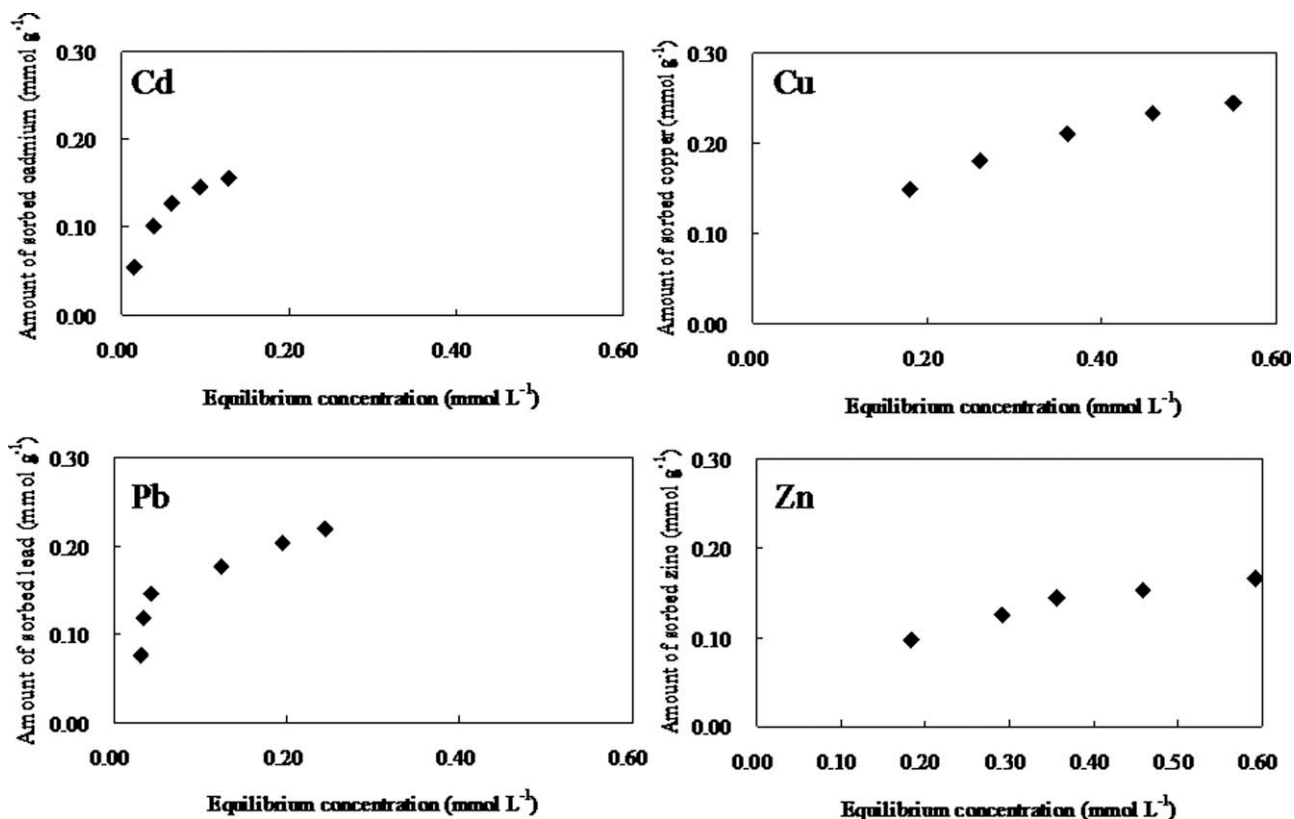 Amount of sorbed cadmium (mmol g⁻¹)
0.30
Cd
0.20
0.10
0.00
0.00 0.20 0.40 0.60
Equilibrium concentration (mmol L⁻¹)
Amount of sorbed copper (mmol g⁻¹)
0.30
Cu
0.20
0.10
0.00
0.00 0.20 0.40 0.60
Equilibrium concentration (mmol L⁻¹)
Amount of sorbed lead (mmol g⁻¹)
0.30
Pb
0.20
0.10
0.00
0.00 0.20 0.40 0.60
Equilibrium concentration (mmol L⁻¹)
Amount of sorbed zinc (mmol g⁻¹)
0.30
Zn
0.20
0.10
0.00
0.00 0.10 0.20 0.30 0.40 0.50 0.60
Equilibrium concentration (mmol L⁻¹)